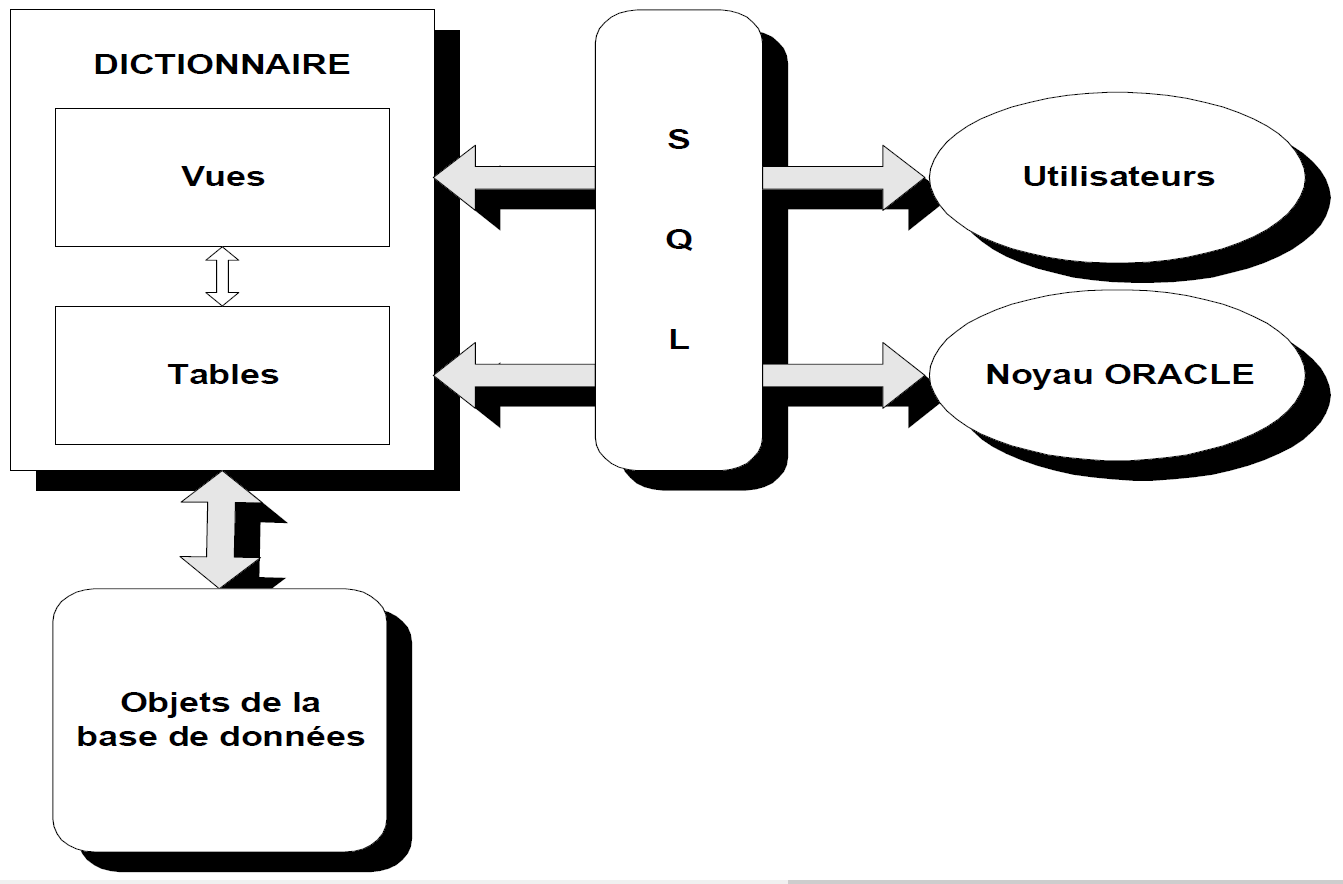 DICTIONNAIRE
Vues
Tables
S
Q
L
Utilisateurs
Noyau ORACLE
Objets de la
base de données